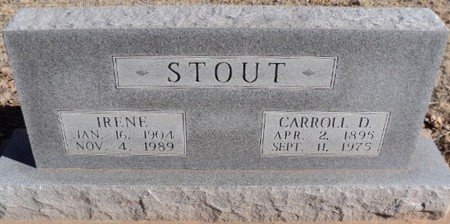 STOUT
IRENE
JAN. 16, 1904
NOV. 4, 1989
CARROLL D.
APR. 2, 1895
SEPT. 11, 1975